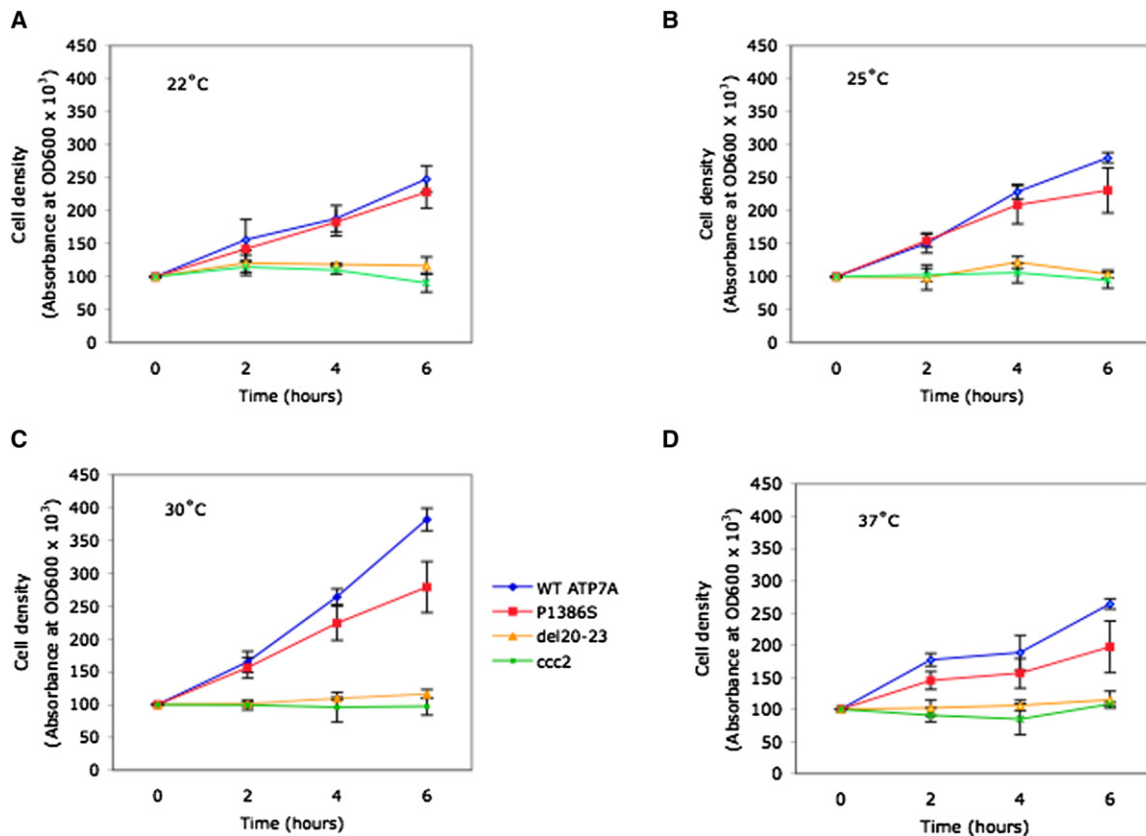 A
450
400
350
300
250
200
150
100
50
0
22°C
Cell density
(Absorbance at OD600 x 10³)
0 2 4 6
Time (hours)
B
450
400
350
300
250
200
150
100
50
0
25°C
Cell density
(Absorbance at OD600 x 10³)
0 2 4 6
Time (hours)
C
450
400
350
300
250
200
150
100
50
0
30°C
Cell density
(Absorbance at OD600 x 10³)
0 2 4 6
Time (hours)
WT ATP7A
P1386S
del20-23
ccc2
D
450
400
350
300
250
200
150
100
50
0
37°C
Cell density
(Absorbance at OD600 x 10³)
0 2 4 6
Time (hours)